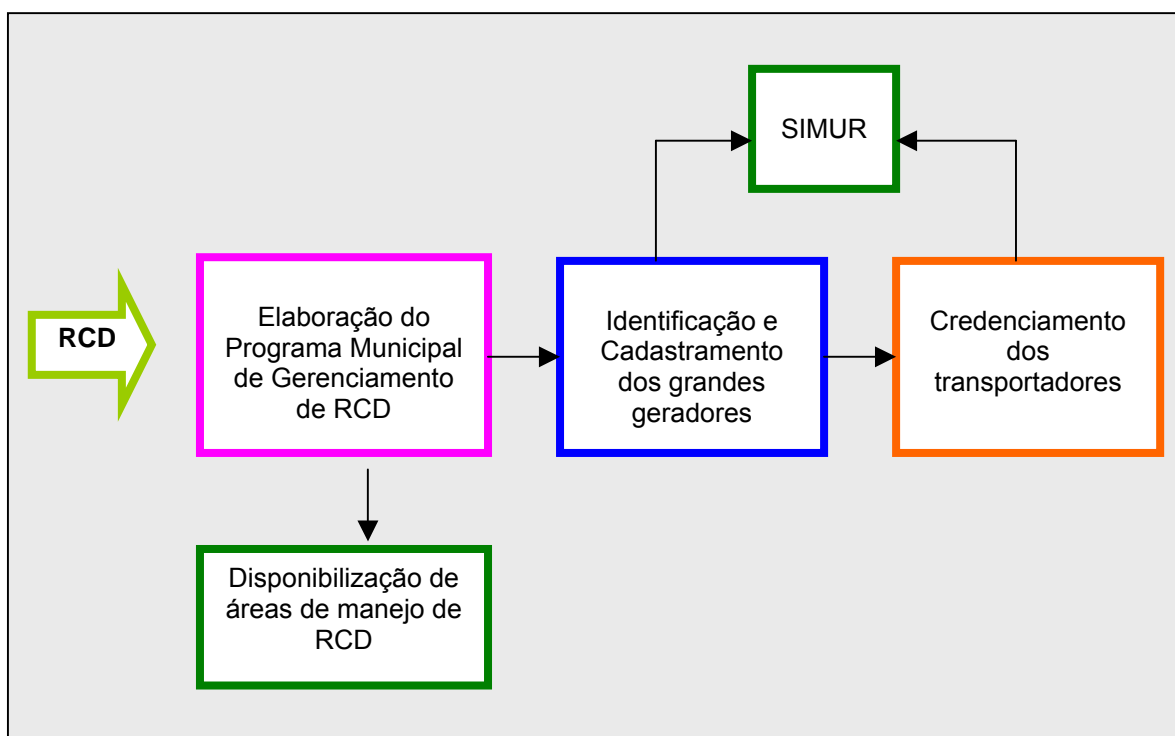 SIMUR
RCD
Elaboração do
Programa Municipal
de Gerenciamento
de RCD
Identificação e
Cadastramento
dos grandes
geradores
Credenciamento
dos
transportadores
Disponibilização de
áreas de manejo de
RCD